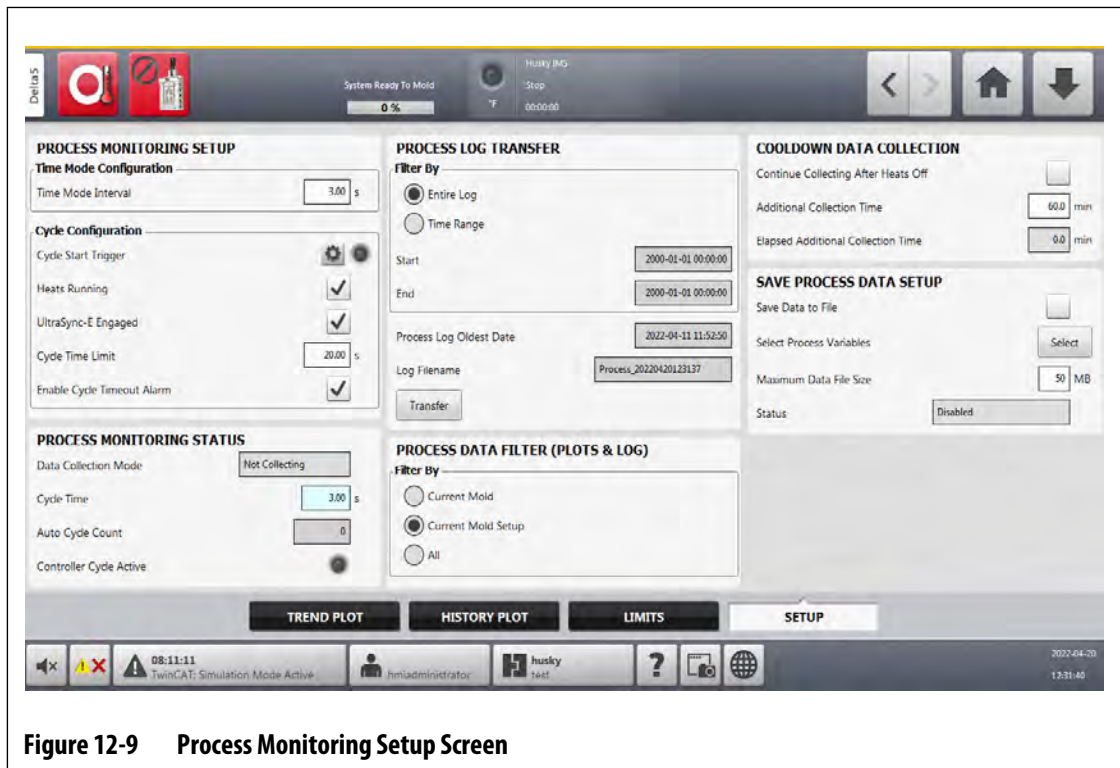 Delta5
System Ready To Mold
0 %
°F
Husky IMS
Stop
00:00:00
PROCESS MONITORING SETUP
Time Mode Configuration
Time Mode Interval 3.00 s
Cycle Configuration
Cycle Start Trigger
Heats Running
UltraSync-E Engaged
Cycle Time Limit 20.00 s
Enable Cycle Timeout Alarm
PROCESS MONITORING STATUS
Data Collection Mode Not Collecting
Cycle Time 3.00 s
Auto Cycle Count 0
Controller Cycle Active
PROCESS LOG TRANSFER
Filter By
Entire Log
Time Range
Start 2000-01-01 00:00:00
End 2000-01-01 00:00:00
Process Log Oldest Date 2022-04-11 11:52:50
Log Filename Process_20220420123137
Transfer
PROCESS DATA FILTER (PLOTS & LOG)
Filter By
Current Mold
Current Mold Setup
All
COOLDOWN DATA COLLECTION
Continue Collecting After Heats Off
Additional Collection Time 60.0 min
Elapsed Additional Collection Time 0.0 min
SAVE PROCESS DATA SETUP
Save Data to File
Select Process Variables Select
Maximum Data File Size 50 MB
Status Disabled
TREND PLOT HISTORY PLOT LIMITS SETUP
08:11:11
TwinCAT: Simulation Mode Active
hmiadministrator
husky
test
?
2022-04-20
12:31:40
Figure 12-9 Process Monitoring Setup Screen